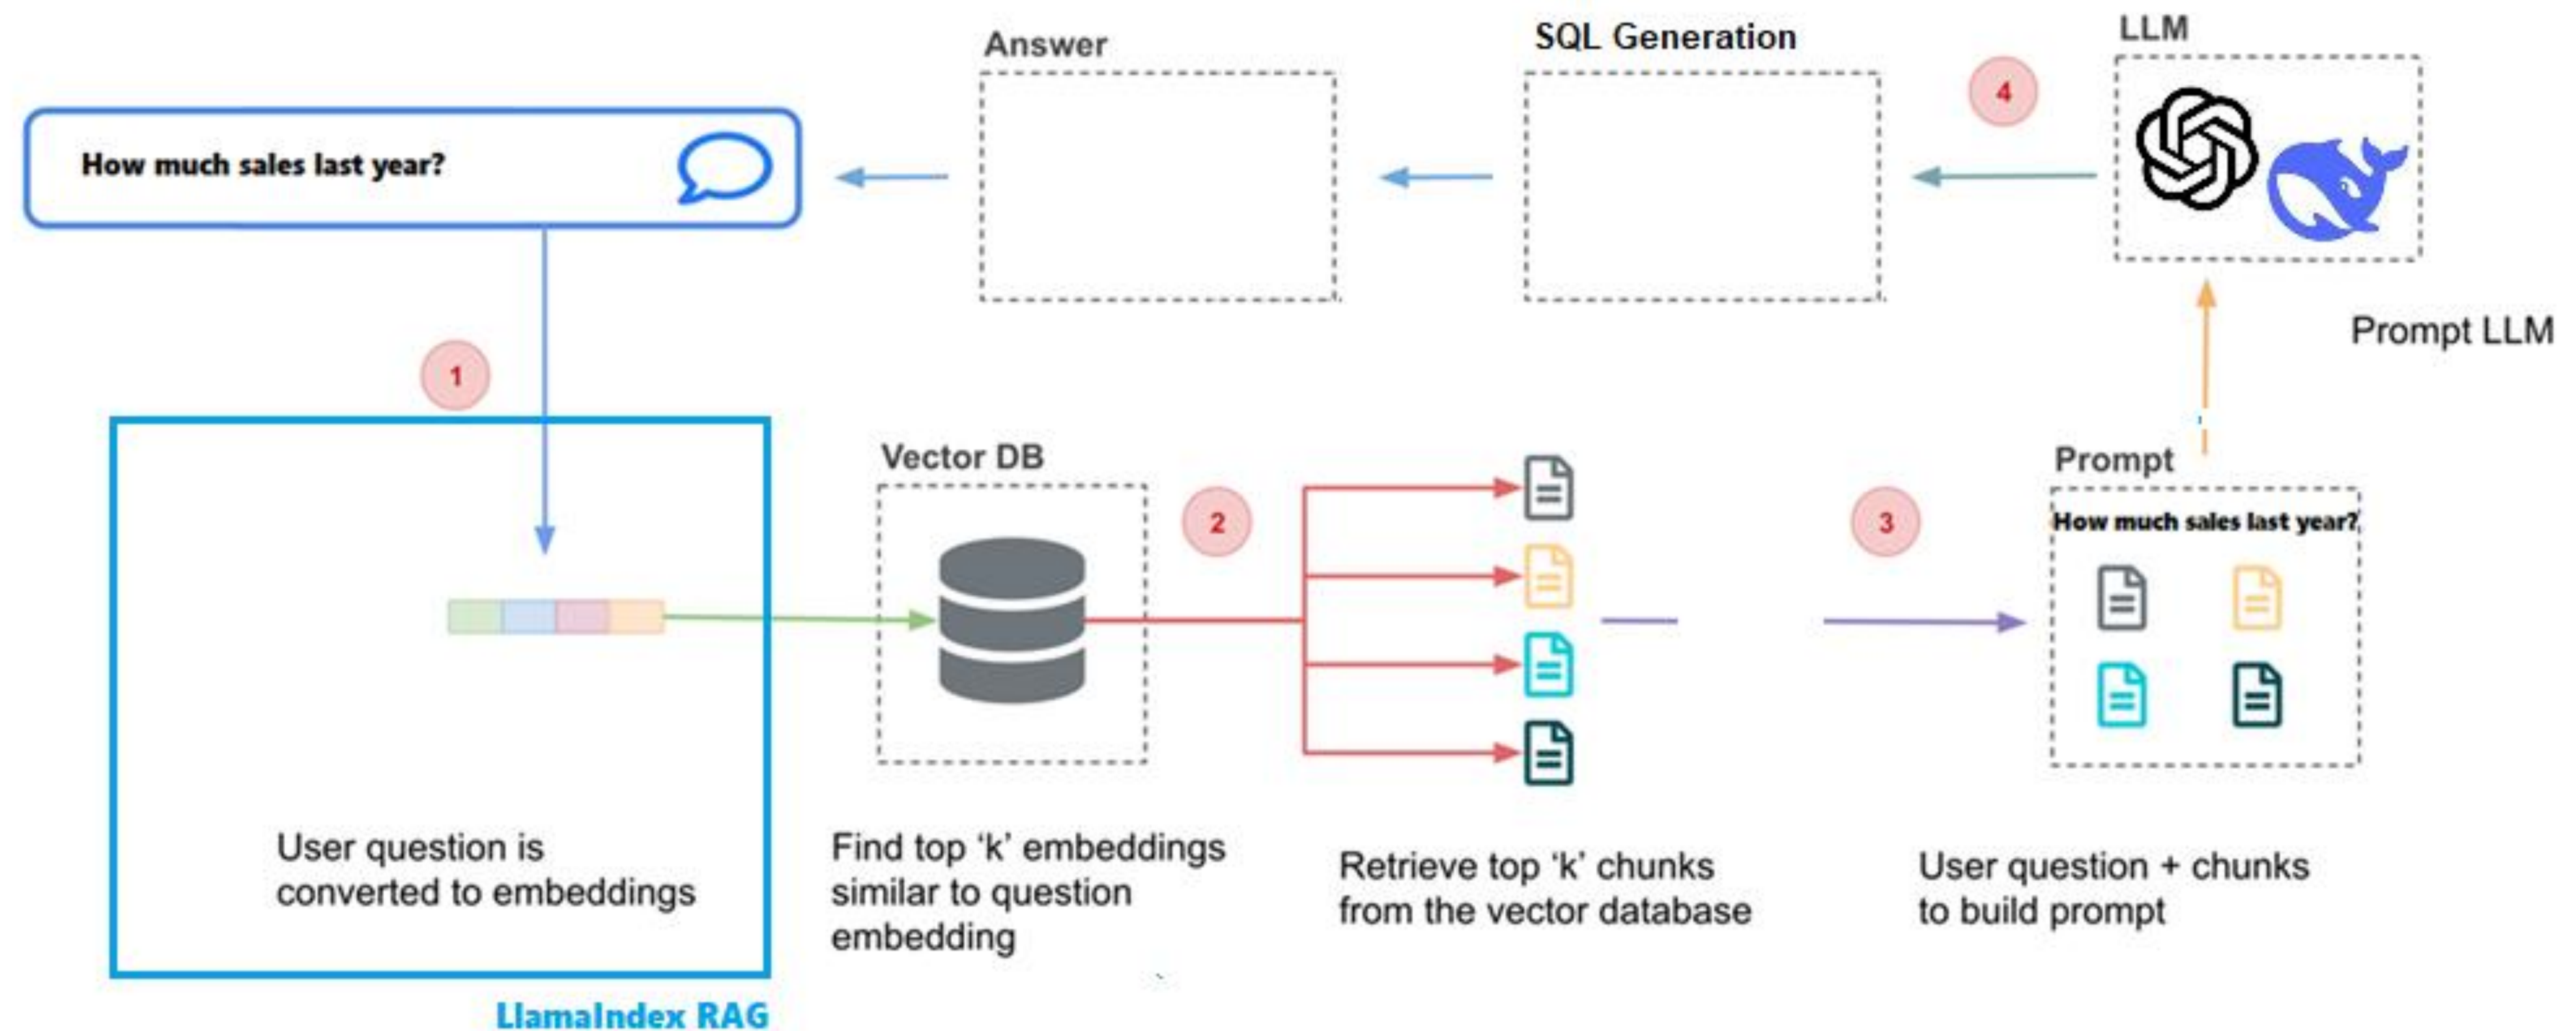 Answer
SQL Generation
LLM
How much sales last year?
4
Prompt LLM
1
Vector DB
2
3
Prompt
How much sales last year?
User question is
converted to embeddings
Find top ‘k’ embeddings
similar to question
embedding
Retrieve top ‘k’ chunks
from the vector database
User question + chunks
to build prompt
LlamaIndex RAG